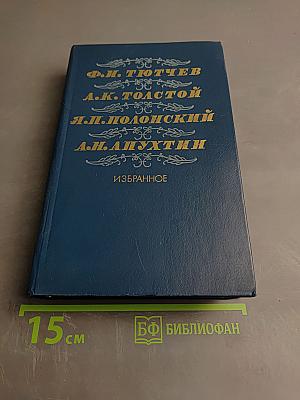 Ф.И. ТЮТЧЕВ
А.К. ТОЛСТОЙ
Я.П. ПОЛОНСКИЙ
А.Н. АПУХТИН
ИЗБРАННОЕ
15 см
БФ БИБЛИОФАН